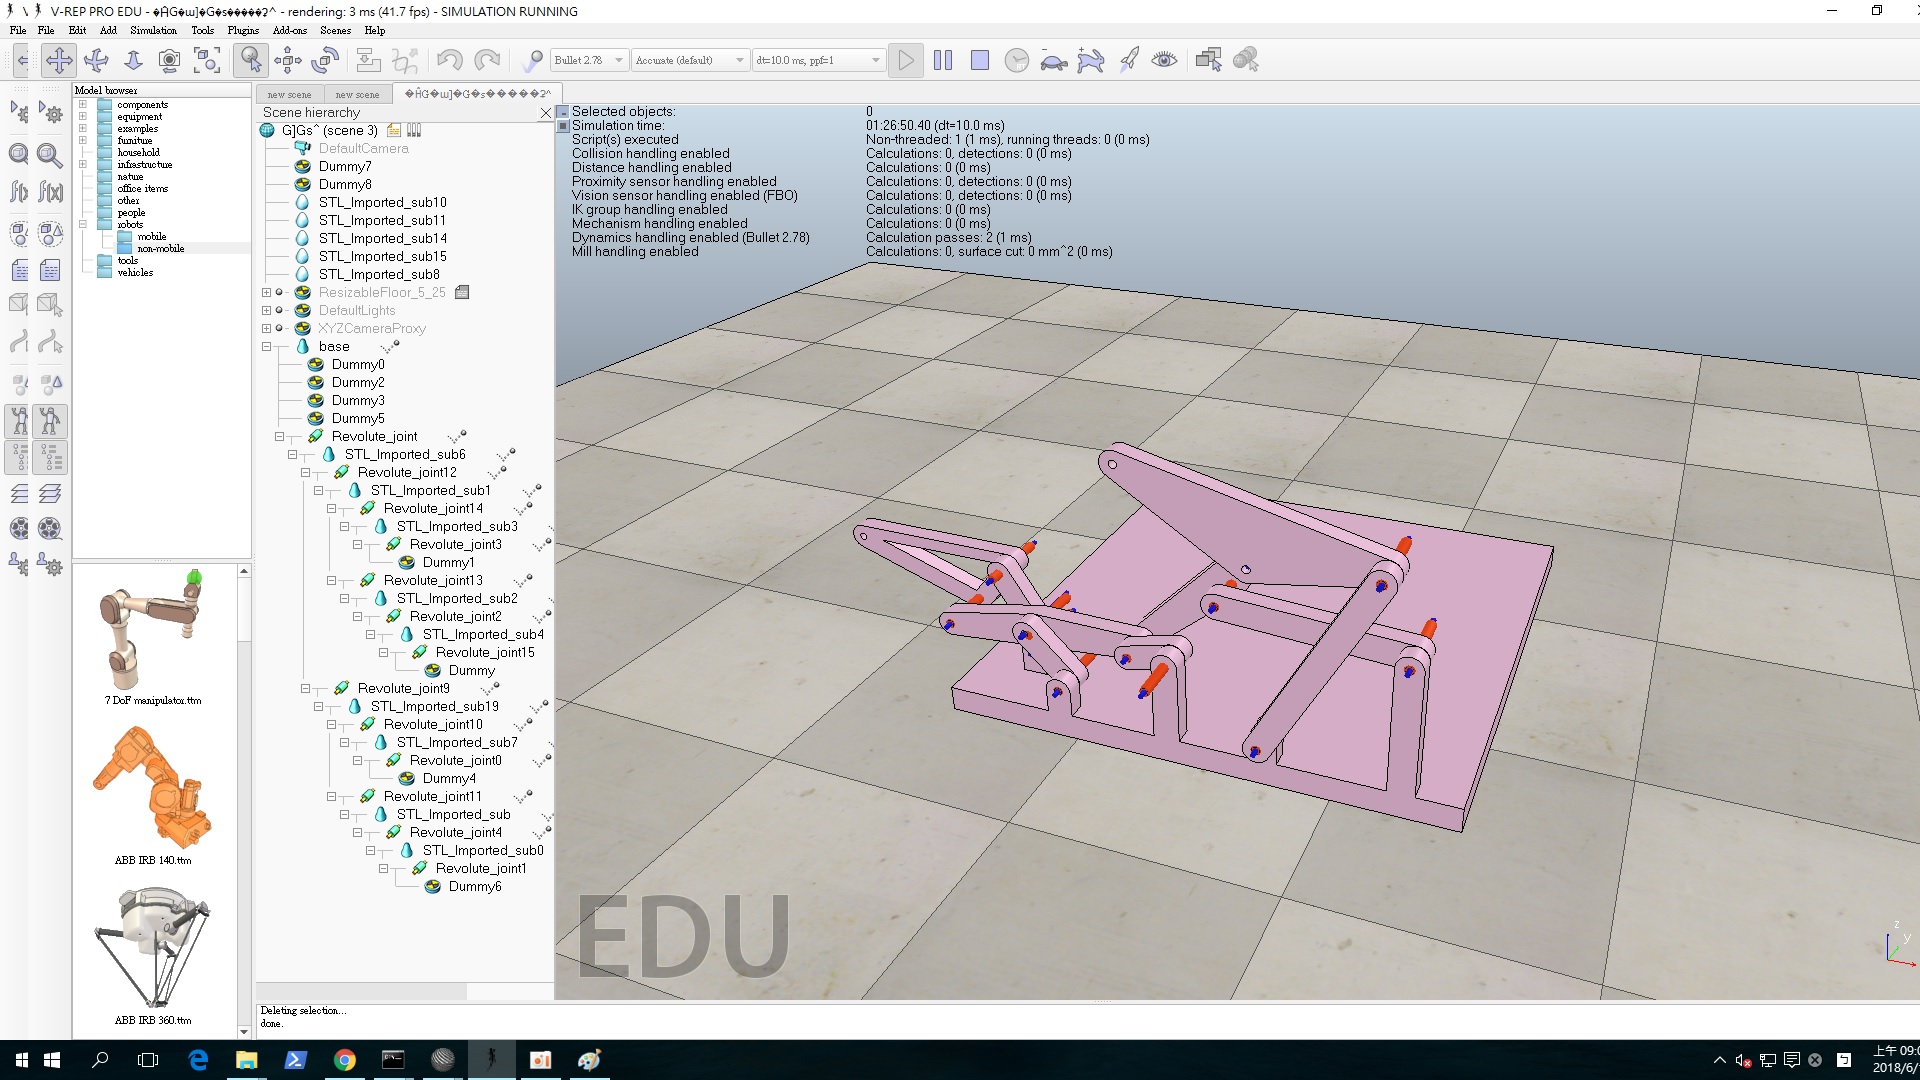 V-REP PRO EDU - �ĤG�ա]�G�s�����ʡ^ - rendering: 3 ms (41.7 fps) - SIMULATION RUNNING
File File Edit Add Simulation Tools Plugins Add-ons Scenes Help
Bullet 2.78 Accurate (default) dt=10.0 ms, ppf=1
Model browser
components
equipment
examples
furniture
household
infrastructure
nature
office items
other
people
robots
mobile
non-mobile
tools
vehicles
7 DoF manipulator.ttm
ABB IRB 140.ttm
ABB IRB 360.ttm
new scene new scene
Scene hierarchy
G]Gs^ (scene 3)
DefaultCamera
Dummy7
Dummy8
STL_Imported_sub10
STL_Imported_sub11
STL_Imported_sub14
STL_Imported_sub15
STL_Imported_sub8
ResizableFloor_5_25
DefaultLights
XYZCameraProxy
base
Dummy0
Dummy2
Dummy3
Dummy5
Revolute_joint
STL_Imported_sub6
Revolute_joint12
STL_Imported_sub1
Revolute_joint14
STL_Imported_sub3
Revolute_joint3
Dummy1
Revolute_joint13
STL_Imported_sub2
Revolute_joint2
STL_Imported_sub4
Revolute_joint15
Dummy
Revolute_joint9
STL_Imported_sub19
Revolute_joint10
STL_Imported_sub7
Revolute_joint0
Dummy4
Revolute_joint11
STL_Imported_sub
Revolute_joint4
STL_Imported_sub0
Revolute_joint1
Dummy6
Selected objects: 0
Simulation time: 01:26:50.40 (dt=10.0 ms)
Script(s) executed Non-threaded: 1 (1 ms), running threads: 0 (0 ms)
Collision handling enabled Calculations: 0, detections: 0 (0 ms)
Distance handling enabled Calculations: 0 (0 ms)
Proximity sensor handling enabled Calculations: 0, detections: 0 (0 ms)
Vision sensor handling enabled (FBO) Calculations: 0, detections: 0 (0 ms)
IK group handling enabled Calculations: 0 (0 ms)
Mechanism handling enabled Calculations: 0 (0 ms)
Dynamics handling enabled (Bullet 2.78) Calculation passes: 2 (1 ms)
Mill handling enabled Calculations: 0, surface cut: 0 mm^2 (0 ms)
EDU
z
y
Deleting selection...
done.
上午 09:0
2018/6/